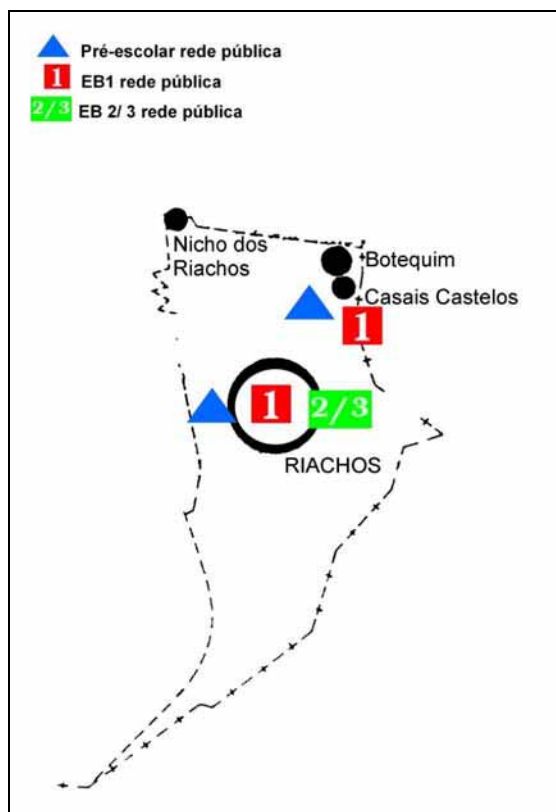 Pré-escolar rede pública
1 EB1 rede pública
2/3 EB 2/ 3 rede pública
Nicho dos
Riachos
Botequim
Casais Castelos
1
1
2/3
RIACHOS